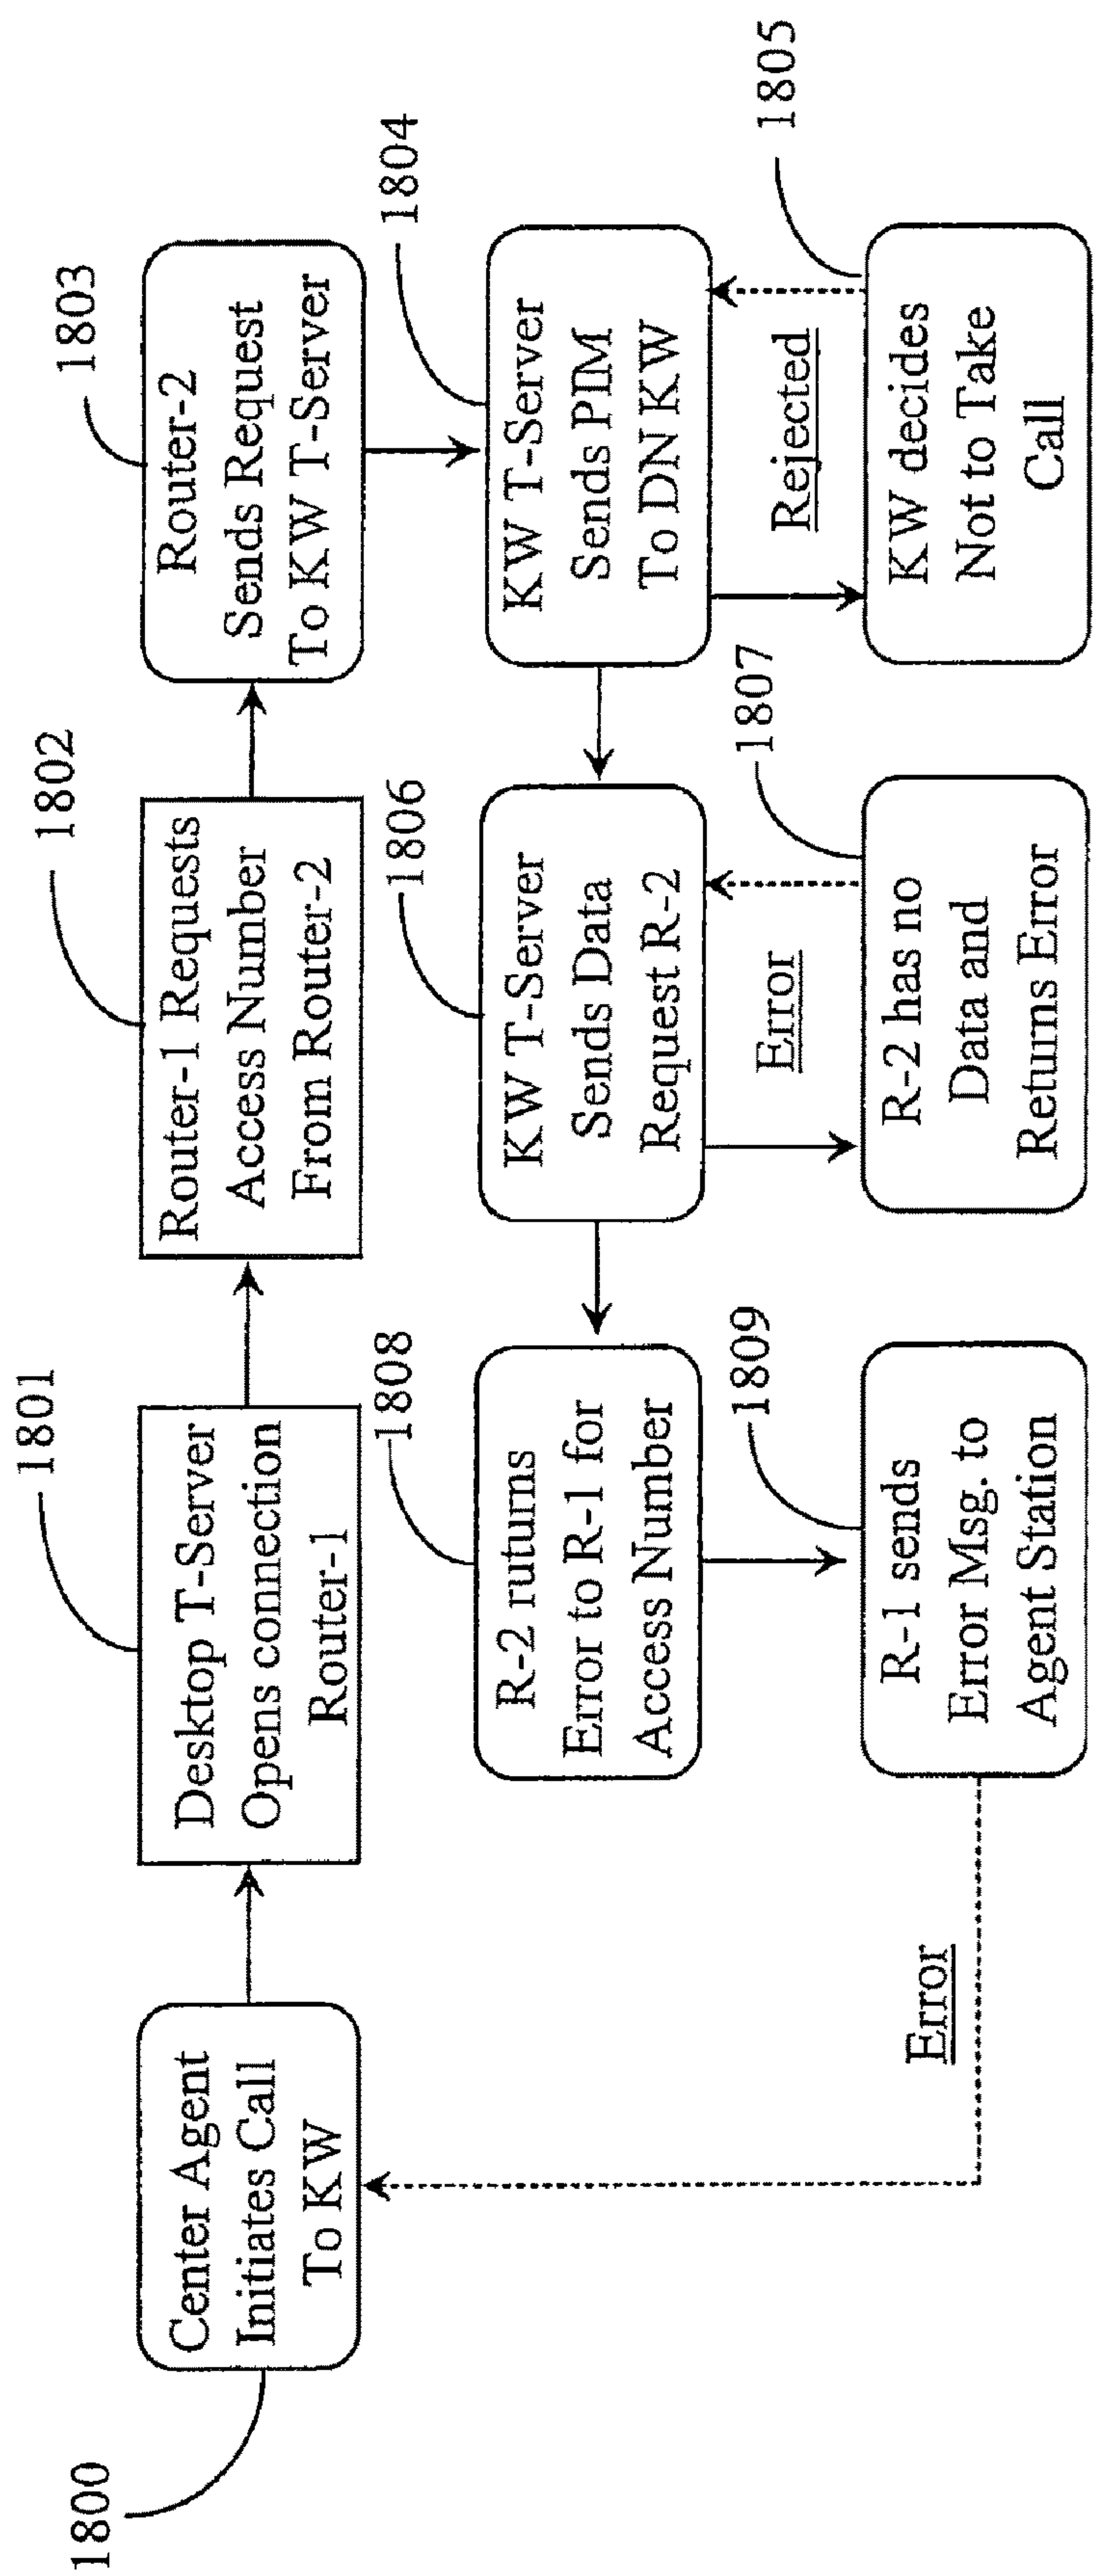 1800
Center Agent
Initiates Call
To KW
1801
Desktop T-Server
Opens connection
Router-1
1802
Router-1 Requests
Access Number
From Router-2
1803
Router-2
Sends Request
To KW T-Server
1804
KW T-Server
Sends PIM
To DN KW
Rejected
1805
KW decides
Not to Take
Call
1806
KW T-Server
Sends Data
Request R-2
Error
1807
R-2 has no
Data and
Returns Error
1808
R-2 ruturns
Error to R-1 for
Access Number
1809
R-1 sends
Error Msg. to
Agent Station
Error